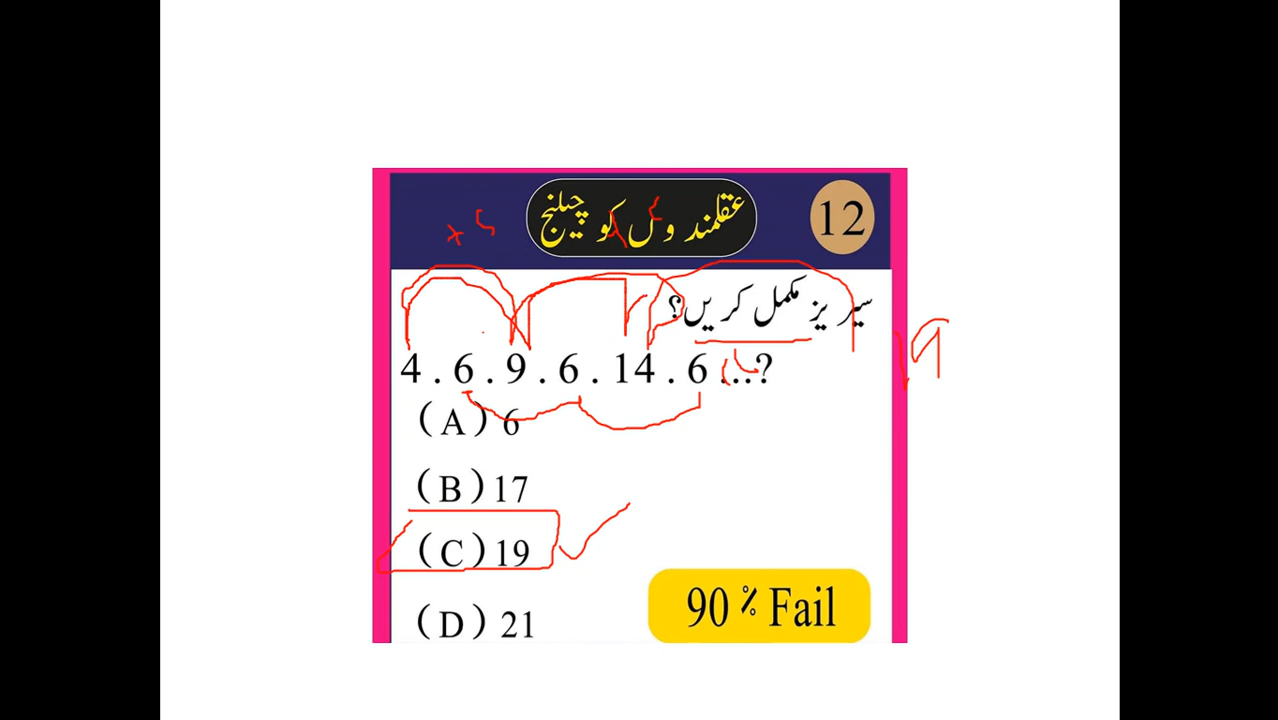 عقلمندوں کو چیلنج
12
سیریز مکمل کریں؟
4 . 6 . 9 . 6 . 14 . 6 ...?
19
(A) 6
(B) 17
(C) 19
(D) 21
90% Fail